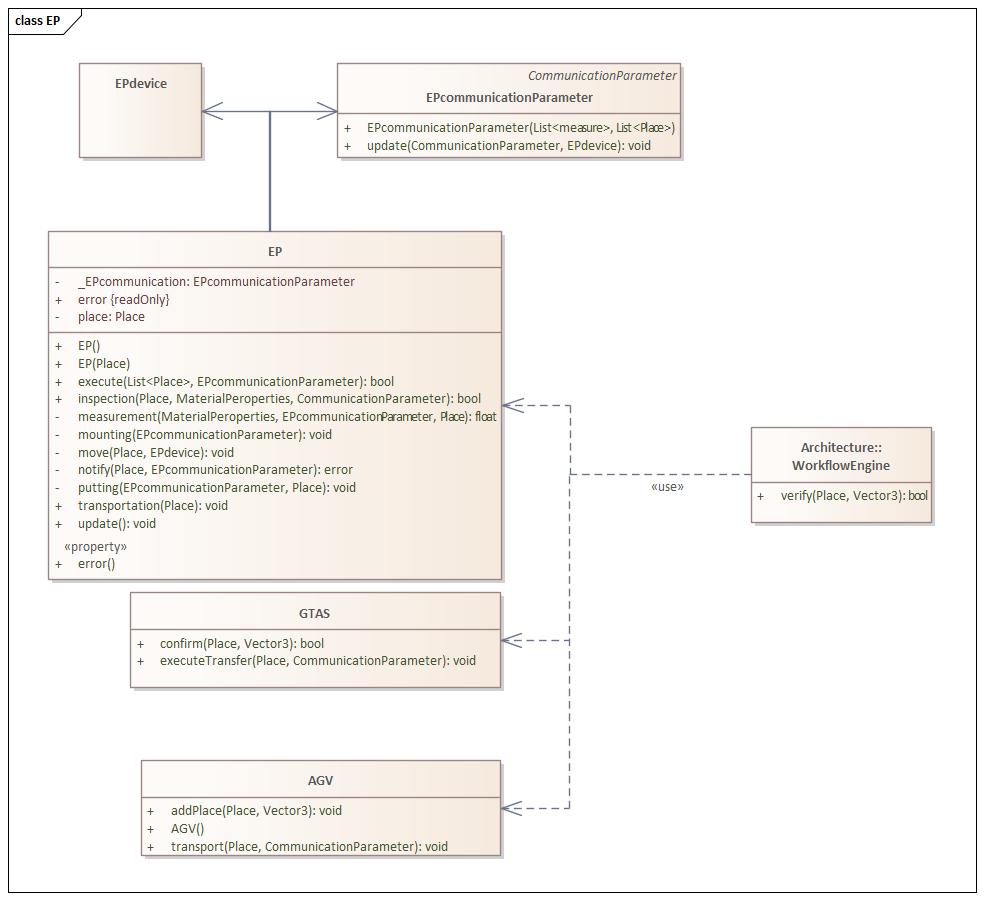 class EP
EPdevice
CommunicationParameter
EPcommunicationParameter
+ EPcommunicationParameter(List<measure>, List<Place>)
+ update(CommunicationParameter, EPdevice): void
EP
- _EPcommunication: EPcommunicationParameter
+ error {readOnly}
- place: Place
+ EP()
+ EP(Place)
+ execute(List<Place>, EPcommunicationParameter): bool
+ inspection(Place, MaterialPeroperties, CommunicationParameter): bool
- measurement(MaterialPeroperties, EPcommunicationParameter, Place): float
- mounting(EPcommunicationParameter): void
- move(Place, EPdevice): void
- notify(Place, EPcommunicationParameter): error
- putting(EPcommunicationParameter, Place): void
+ transportation(Place): void
+ update(): void
«property»
+ error()
Architecture::
WorkflowEngine
+ verify(Place, Vector3): bool
«use»
GTAS
+ confirm(Place, Vector3): bool
+ executeTransfer(Place, CommunicationParameter): void
AGV
+ addPlace(Place, Vector3): void
+ AGV()
+ transport(Place, CommunicationParameter): void